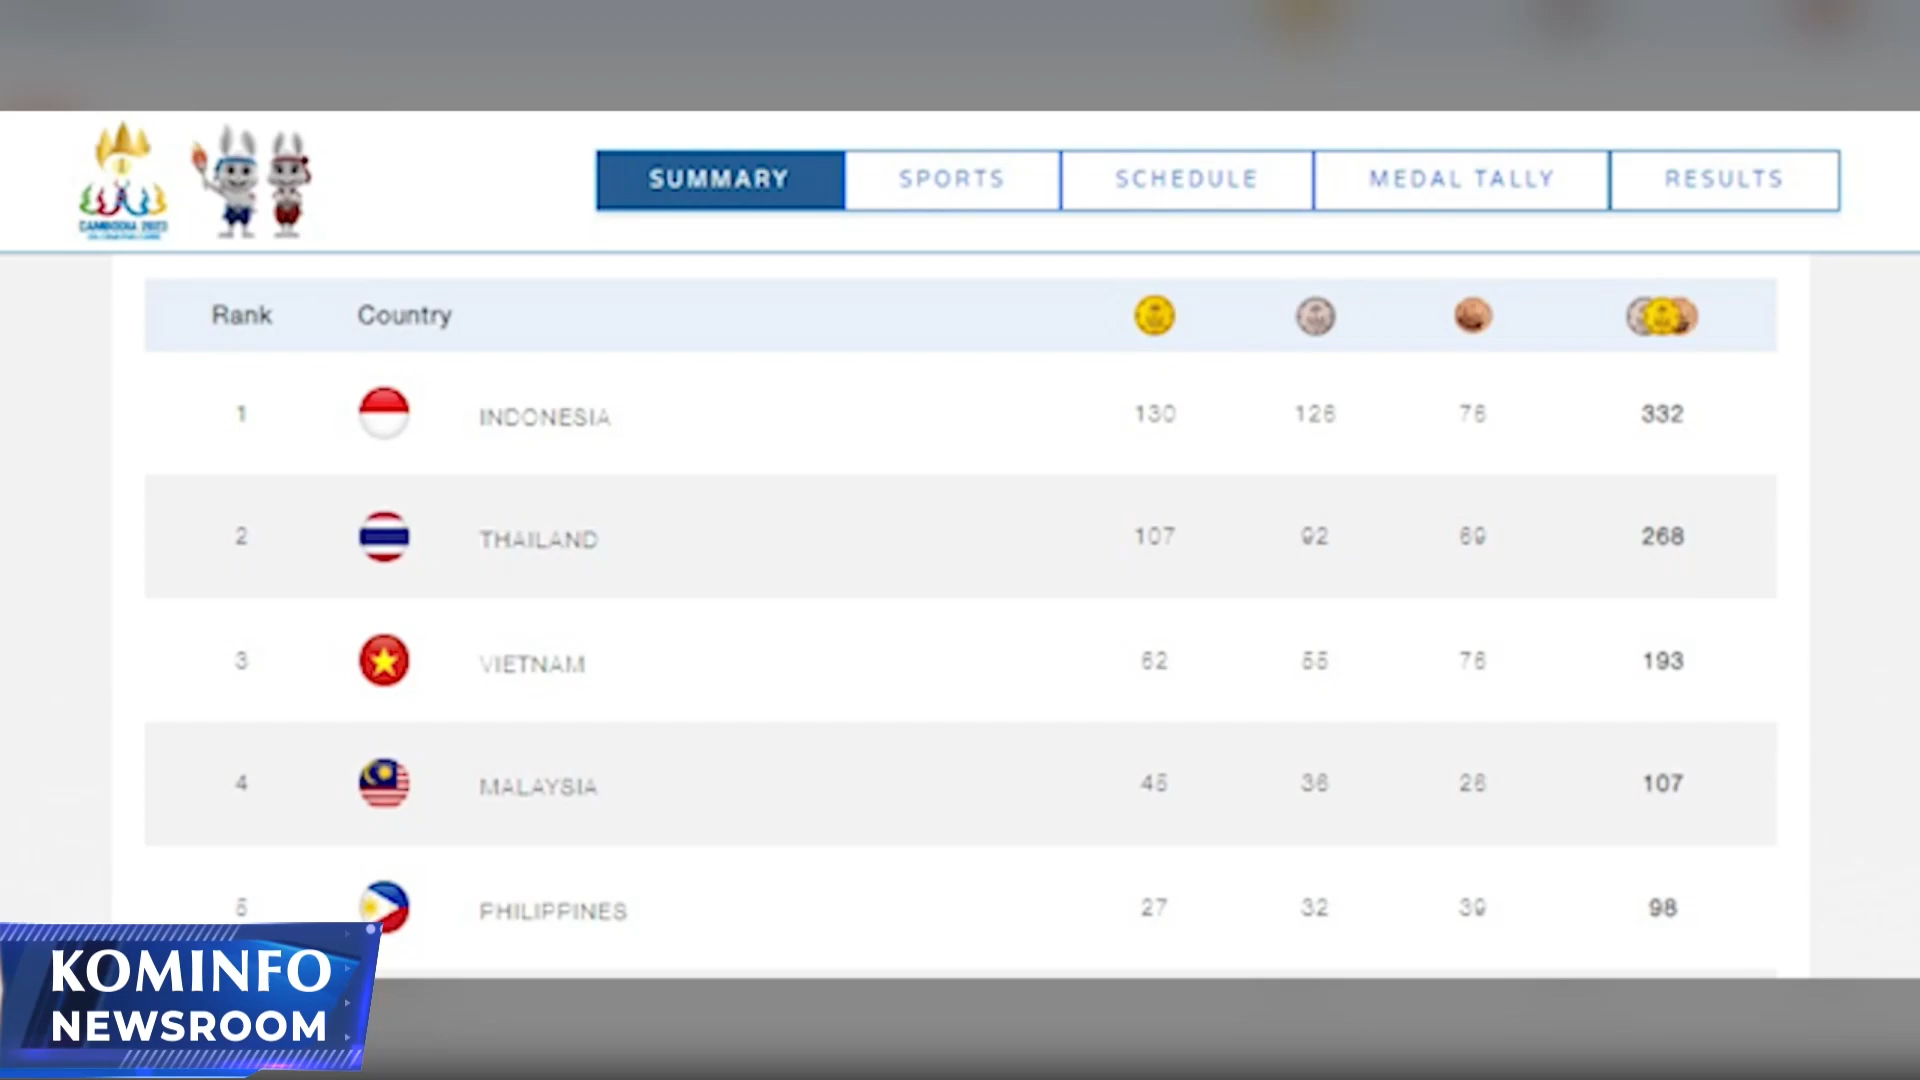 CAMBODIA 2023
SUMMARY SPORTS SCHEDULE MEDAL TALLY RESULTS
Rank Country
1 INDONESIA 130 126 76 332
2 THAILAND 107 92 69 268
3 VIETNAM 62 55 76 193
4 MALAYSIA 45 36 26 107
5 PHILIPPINES 27 32 39 98
KOMINFO
NEWSROOM